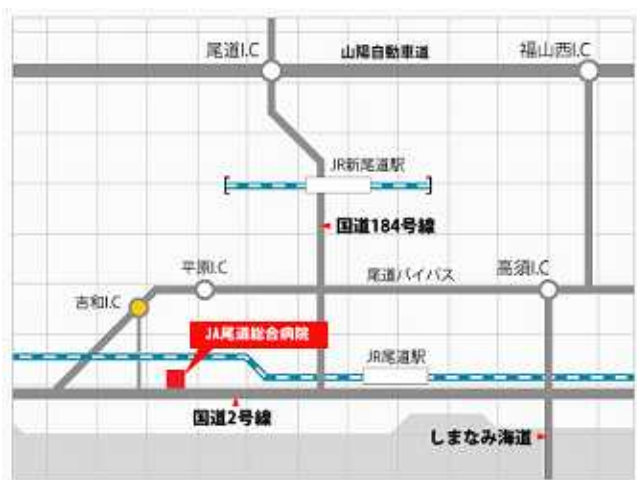 尾道I.C
山陽自動車道
福山西I.C
JR新尾道駅
国道184号線
平原I.C
尾道バイパス
高須I.C
吉和I.C
JA尾道総合病院
JR尾道駅
国道2号線
しまなみ海道